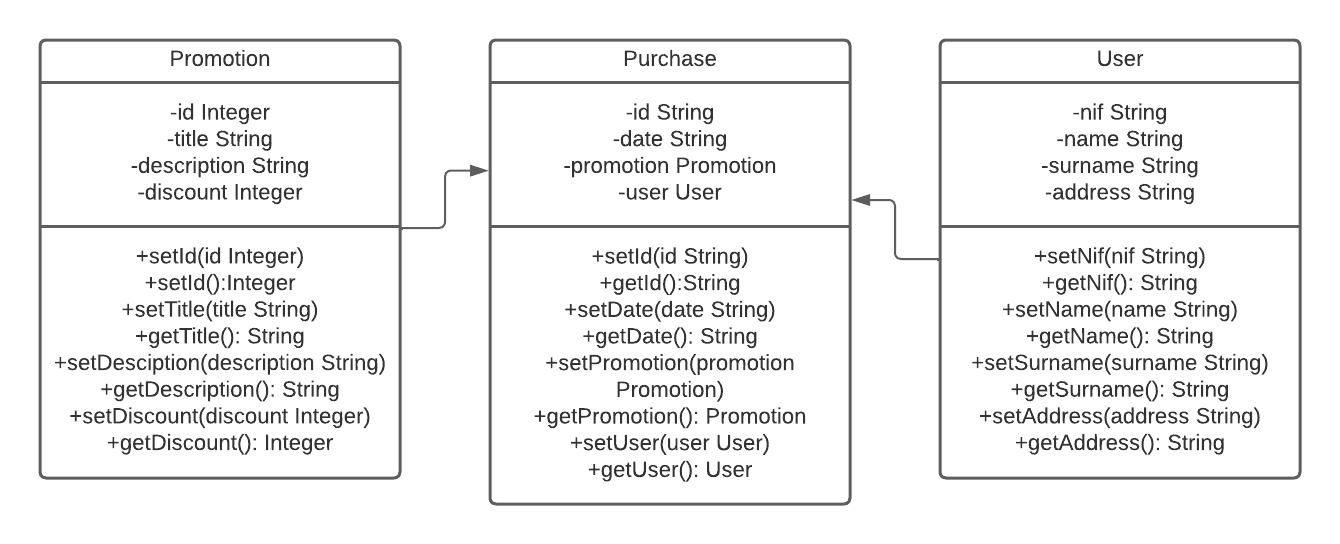 Promotion
-id Integer
-title String
-description String
-discount Integer
+setId(id Integer)
+setId():Integer
+setTitle(title String)
+getTitle(): String
+setDesciption(description String)
+getDescription(): String
+setDiscount(discount Integer)
+getDiscount(): Integer
Purchase
-id String
-date String
-promotion Promotion
-user User
+setId(id String)
+getId():String
+setDate(date String)
+getDate(): String
+setPromotion(promotion
Promotion)
+getPromotion(): Promotion
+setUser(user User)
+getUser(): User
User
-nif String
-name String
-surname String
-address String
+setNif(nif String)
+getNif(): String
+setName(name String)
+getName(): String
+setSurname(surname String)
+getSurname(): String
+setAddress(address String)
+getAddress(): String